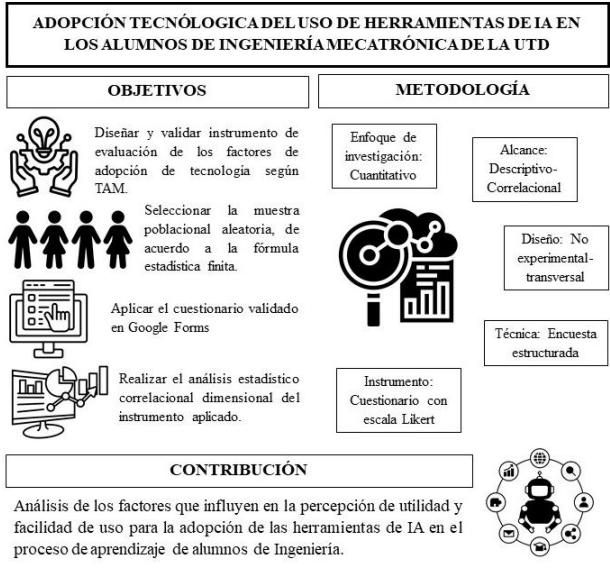 ADOPCIÓN TECNÓLOGICA DEL USO DE HERRAMIENTAS DE IA EN
LOS ALUMNOS DE INGENIERÍA MECATRÓNICA DE LA UTD
OBJETIVOS
Diseñar y validar instrumento de
evaluación de los factores de
adopción de tecnología según
TAM.
Seleccionar la muestra
poblacional aleatoria, de
acuerdo a la fórmula
estadística finita.
Aplicar el cuestionario validado
en Google Forms
Realizar el análisis estadístico
correlacional dimensional del
instrumento aplicado.
METODOLOGÍA
Enfoque de
investigación:
Cuantitativo
Alcance:
Descriptivo-
Correlacional
Diseño: No
experimental-
transversal
Técnica: Encuesta
estructurada
Instrumento:
Cuestionario con
escala Likert
CONTRIBUCIÓN
Análisis de los factores que influyen en la percepción de utilidad y
facilidad de uso para la adopción de las herramientas de IA en el
proceso de aprendizaje de alumnos de Ingeniería.